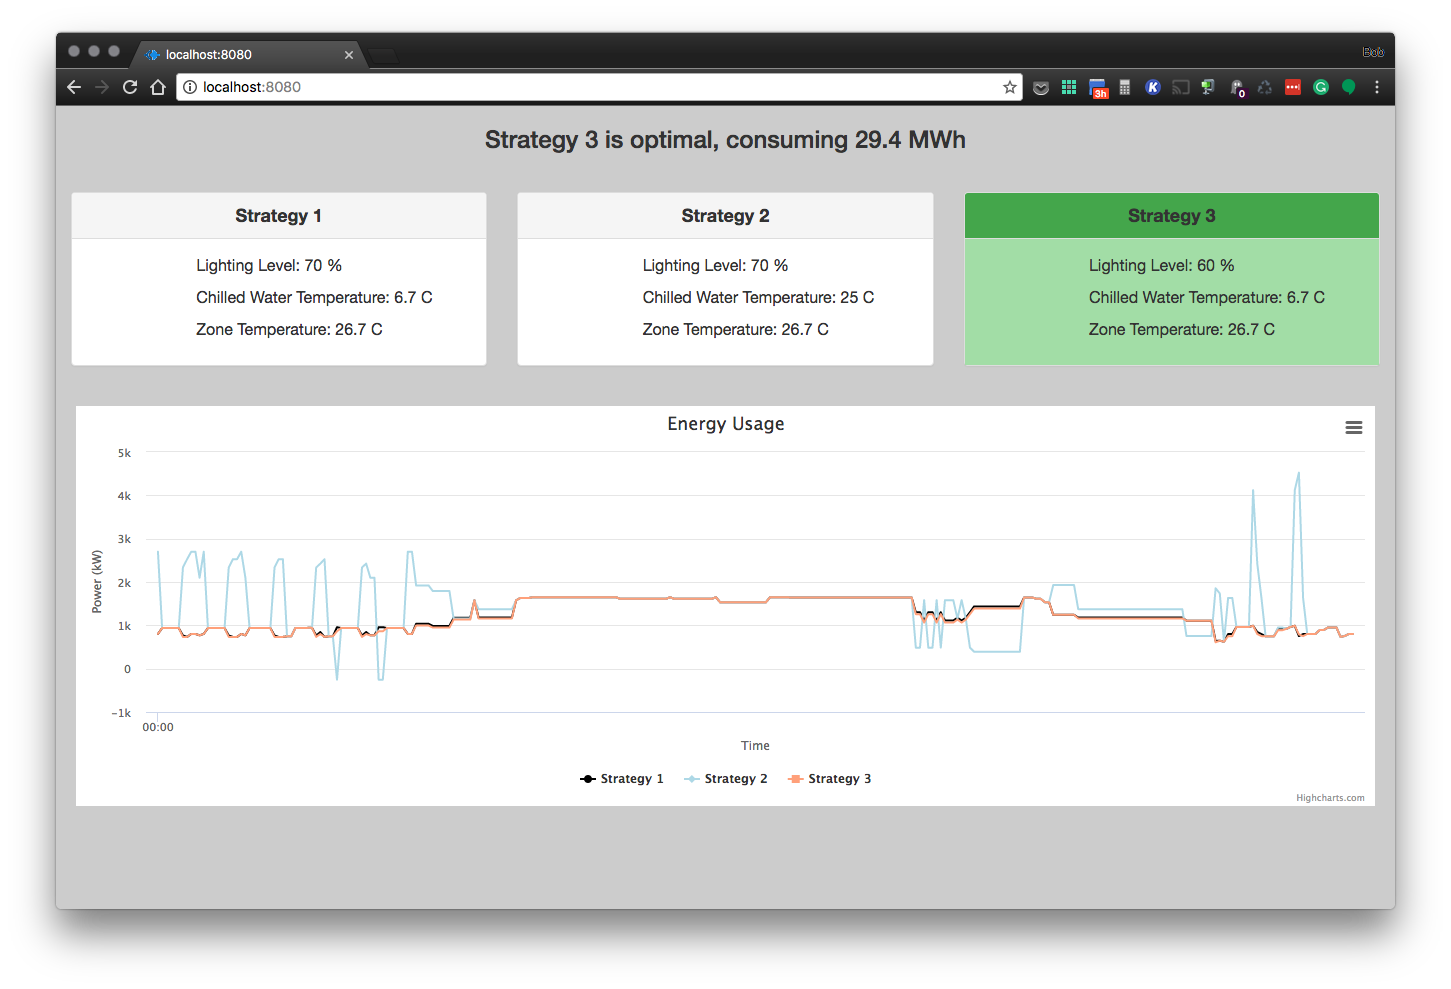 localhost:8080
Bob
localhost:8080
3h
K
0
Strategy 3 is optimal, consuming 29.4 MWh
Strategy 1
Lighting Level: 70 %
Chilled Water Temperature: 6.7 C
Zone Temperature: 26.7 C
Strategy 2
Lighting Level: 70 %
Chilled Water Temperature: 25 C
Zone Temperature: 26.7 C
Strategy 3
Lighting Level: 60 %
Chilled Water Temperature: 6.7 C
Zone Temperature: 26.7 C
Energy Usage
Power (kW)
5k
4k
3k
2k
1k
0
−1k
00:00
Time
Strategy 1 Strategy 2 Strategy 3
Highcharts.com